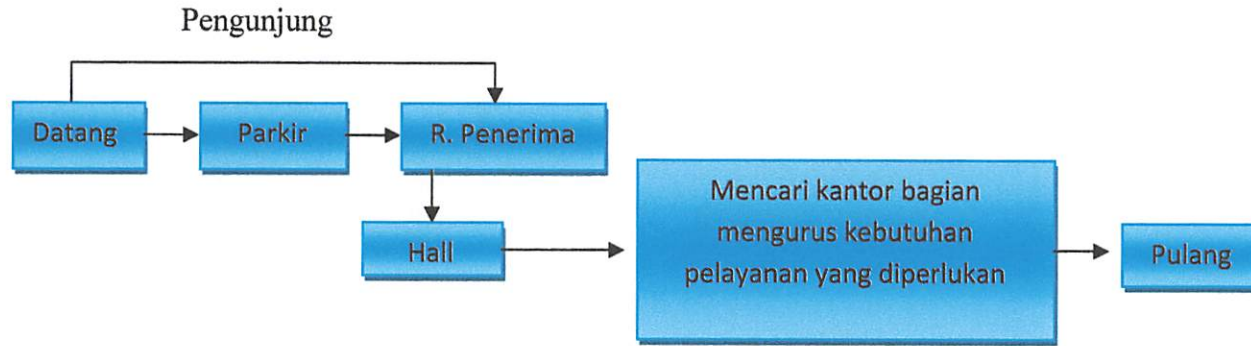 Pengunjung
Datang
Parkir
R. Penerima
Hall
Mencari kantor bagian
mengurus kebutuhan
pelayanan yang diperlukan
Pulang